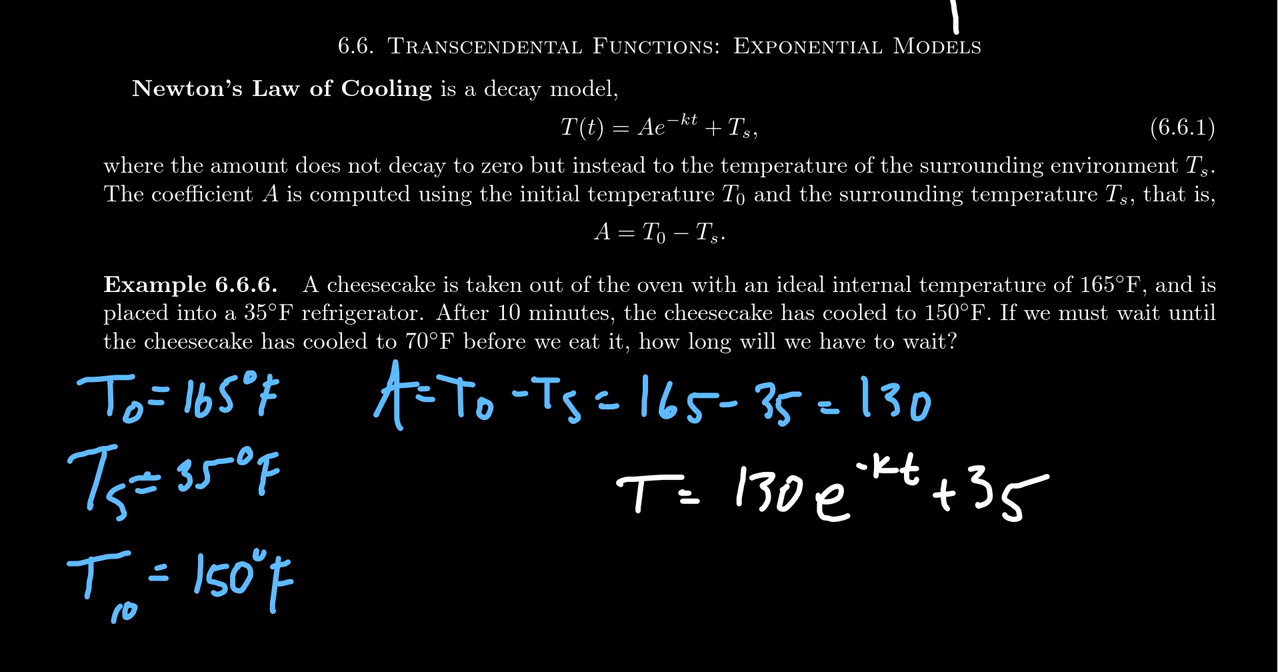 6.6. Transcendental Functions: Exponential Models
Newton's Law of Cooling is a decay model,
T(t) = Ae^{-kt} + T_s, (6.6.1)
where the amount does not decay to zero but instead to the temperature of the surrounding environment T_s.
The coefficient A is computed using the initial temperature T_0 and the surrounding temperature T_s, that is,
A = T_0 − T_s.
Example 6.6.6. A cheesecake is taken out of the oven with an ideal internal temperature of 165°F, and is
placed into a 35°F refrigerator. After 10 minutes, the cheesecake has cooled to 150°F. If we must wait until
the cheesecake has cooled to 70°F before we eat it, how long will we have to wait?
T_0 = 165°F A = T_0 - T_s = 165 - 35 = 130
T_s = 35°F
T = 130e^{-kt} + 35
T_10 = 150°F